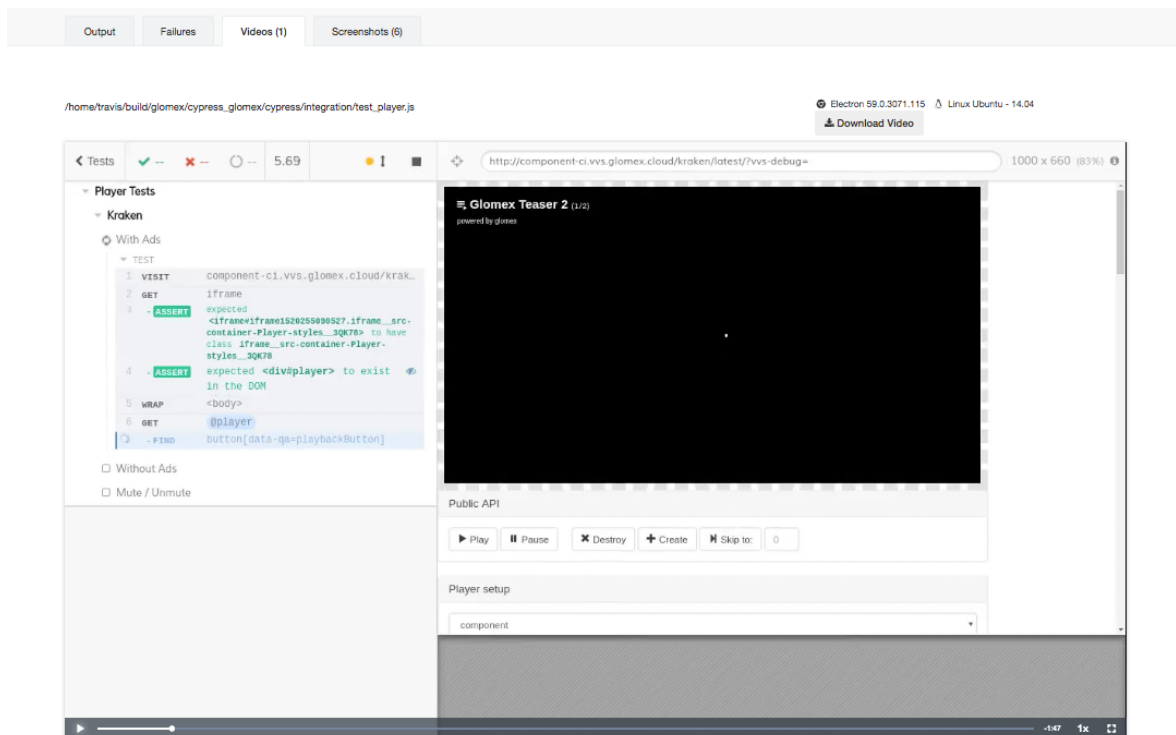 Output Failures Videos (1) Screenshots (6)
/home/travis/build/glomex/cypress_glomex/cypress/integration/test_player.js
Electron 59.0.3071.115 Linux Ubuntu - 14.04
Download Video
Tests -- -- -- 5.69
http://component-ci.vvs.glomex.cloud/kraken/latest/?vvs-debug= 1000 x 660 (83%)
Player Tests
Kraken
With Ads
TEST
1 VISIT component-ci.vvs.glomex.cloud/krak…
2 GET iframe
3 - ASSERT expected
<iframe#iframe1520255090527.iframe__src-
container-Player-styles__3QK78> to have
class iframe__src-container-Player-
styles__3QK78
4 - ASSERT expected <div#player> to exist
in the DOM
5 WRAP <body>
6 GET @player
- FIND button[data-qa=playbackButton]
Without Ads
Mute / Unmute
Glomex Teaser 2 (1/2)
powered by glomex
Public API
Play Pause Destroy Create Skip to: 0
Player setup
component
-1:47 1x